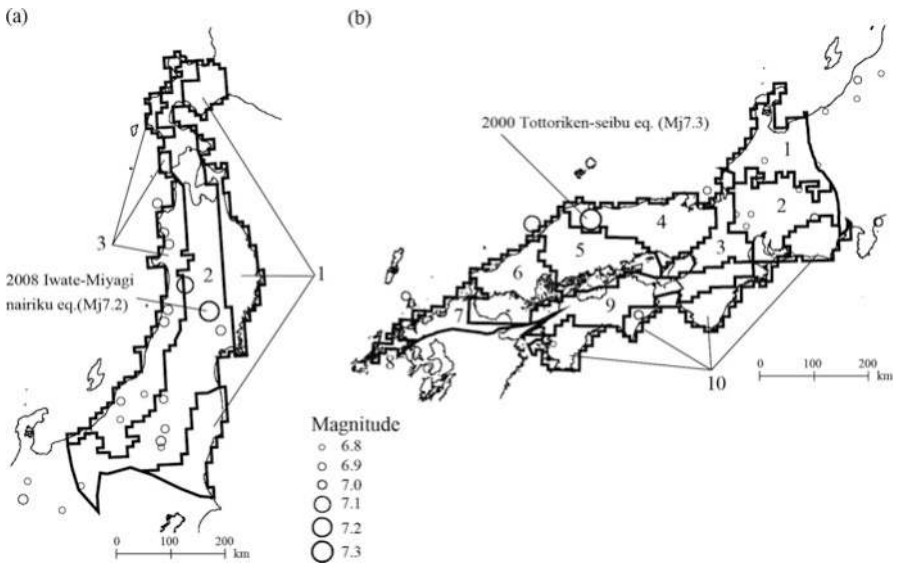 (a)
3
2
1
2008 Iwate-Miyagi
nairiku eq.(Mj7.2)
0 100 200
km
(b)
2000 Tottoriken-seibu eq. (Mj7.3)
1
2
3
4
5
6
7
8
9
10
0 100 200
km
Magnitude
6.8
6.9
7.0
7.1
7.2
7.3